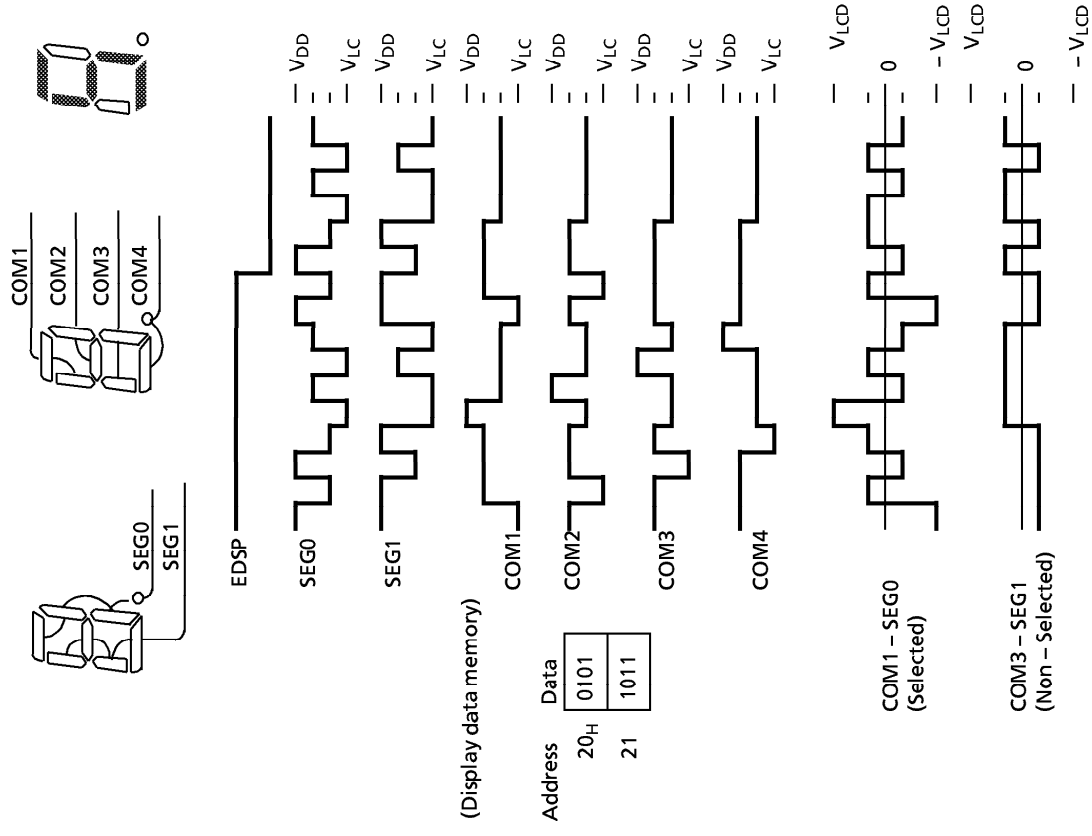 COM1
COM2
COM3
COM4
SEG0
SEG1
EDSP
SEG0
VDD
VLC
SEG1
VDD
VLC
COM1
VDD
VLC
COM2
VDD
VLC
COM3
VDD
VLC
COM4
VDD
VLC
(Display data memory)
Address Data
20H 0101
21 1011
COM1 – SEG0
(Selected)
VLCD
0
– VLCD
COM3 – SEG1
(Non – Selected)
VLCD
0
– VLCD